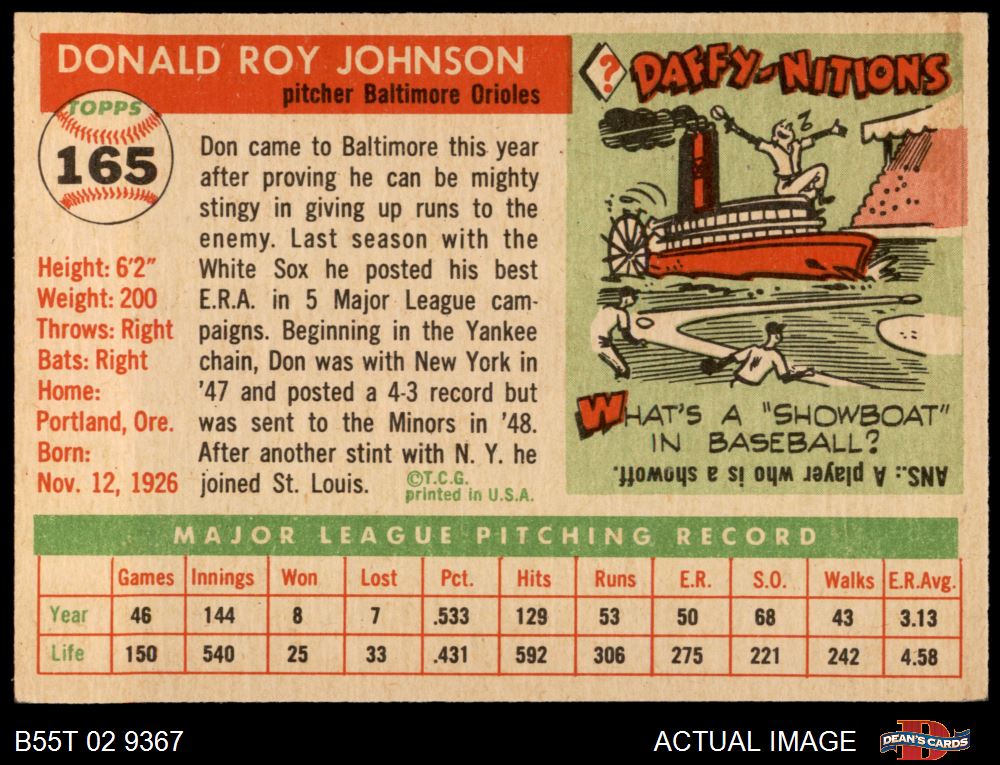 DONALD ROY JOHNSON
pitcher Baltimore Orioles
TOPPS
165
Height: 6'2"
Weight: 200
Throws: Right
Bats: Right
Home:
Portland, Ore.
Born:
Nov. 12, 1926
Don came to Baltimore this year
after proving he can be mighty
stingy in giving up runs to the
enemy. Last season with the
White Sox he posted his best
E.R.A. in 5 Major League cam-
paigns. Beginning in the Yankee
chain, Don was with New York in
'47 and posted a 4-3 record but
was sent to the Minors in '48.
After another stint with N. Y. he
joined St. Louis.
©T.C.G.
printed in U.S.A.
?
DAFFY-NITIONS
WHAT'S A "SHOWBOAT"
IN BASEBALL?
ANS.: A player who is a showoff.
MAJOR LEAGUE PITCHING RECORD
Games Innings Won Lost Pct. Hits Runs E.R. S.O. Walks E.R.Avg.
Year 46 144 8 7 .533 129 53 50 68 43 3.13
Life 150 540 25 33 .431 592 306 275 221 242 4.58
B55T 02 9367
ACTUAL IMAGE
DEAN'S CARDS